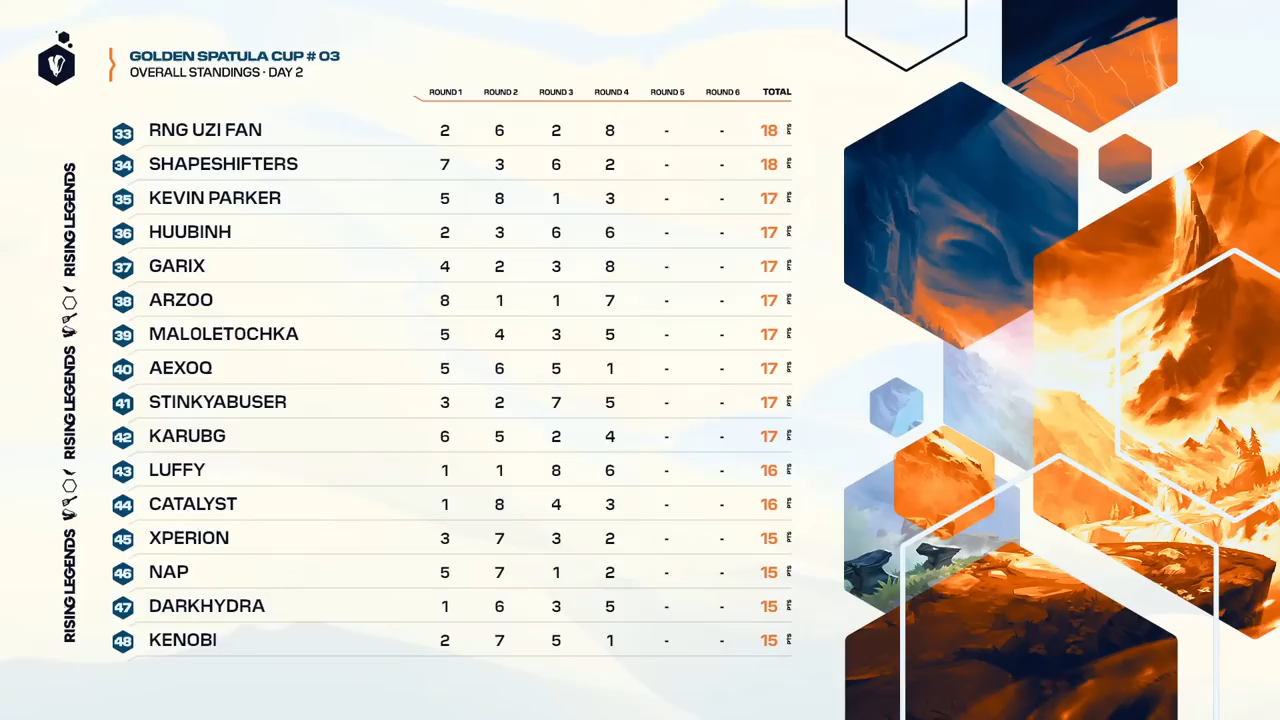 GOLDEN SPATULA CUP # 03
OVERALL STANDINGS · DAY 2
ROUND 1 ROUND 2 ROUND 3 ROUND 4 ROUND 5 ROUND 6 TOTAL
33 RNG UZI FAN 2 6 2 8 - - 18 PTS
34 SHAPESHIFTERS 7 3 6 2 - - 18 PTS
35 KEVIN PARKER 5 8 1 3 - - 17 PTS
36 HUUBINH 2 3 6 6 - - 17 PTS
37 GARIX 4 2 3 8 - - 17 PTS
38 ARZOO 8 1 1 7 - - 17 PTS
39 MALOLETOCHKA 5 4 3 5 - - 17 PTS
40 AEXOQ 5 6 5 1 - - 17 PTS
41 STINKYABUSER 3 2 7 5 - - 17 PTS
42 KARUBG 6 5 2 4 - - 17 PTS
43 LUFFY 1 1 8 6 - - 16 PTS
44 CATALYST 1 8 4 3 - - 16 PTS
45 XPERION 3 7 3 2 - - 15 PTS
46 NAP 5 7 1 2 - - 15 PTS
47 DARKHYDRA 1 6 3 5 - - 15 PTS
48 KENOBI 2 7 5 1 - - 15 PTS
RISING LEGENDS RISING LEGENDS RISING LEGENDS